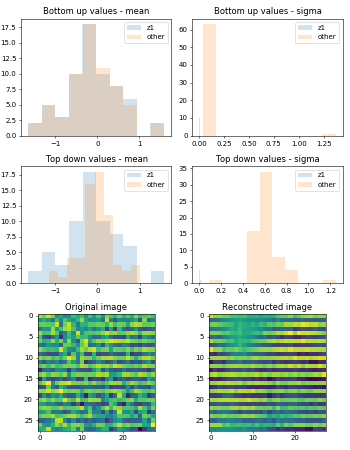 Bottom up values - mean
Bottom up values - sigma
17.5
15.0
12.5
10.0
7.5
5.0
2.5
0.0
z1
other
−1 0 1
60
50
40
30
20
10
0
z1
other
0.00 0.25 0.50 0.75 1.00 1.25
Top down values - mean
Top down values - sigma
17.5
15.0
12.5
10.0
7.5
5.0
2.5
0.0
z1
other
−1 0 1
35
30
25
20
15
10
5
0
z1
other
0.0 0.2 0.4 0.6 0.8 1.0 1.2
Original image
Reconstructed image
0
5
10
15
20
25
0 10 20
0
5
10
15
20
25
0 10 20